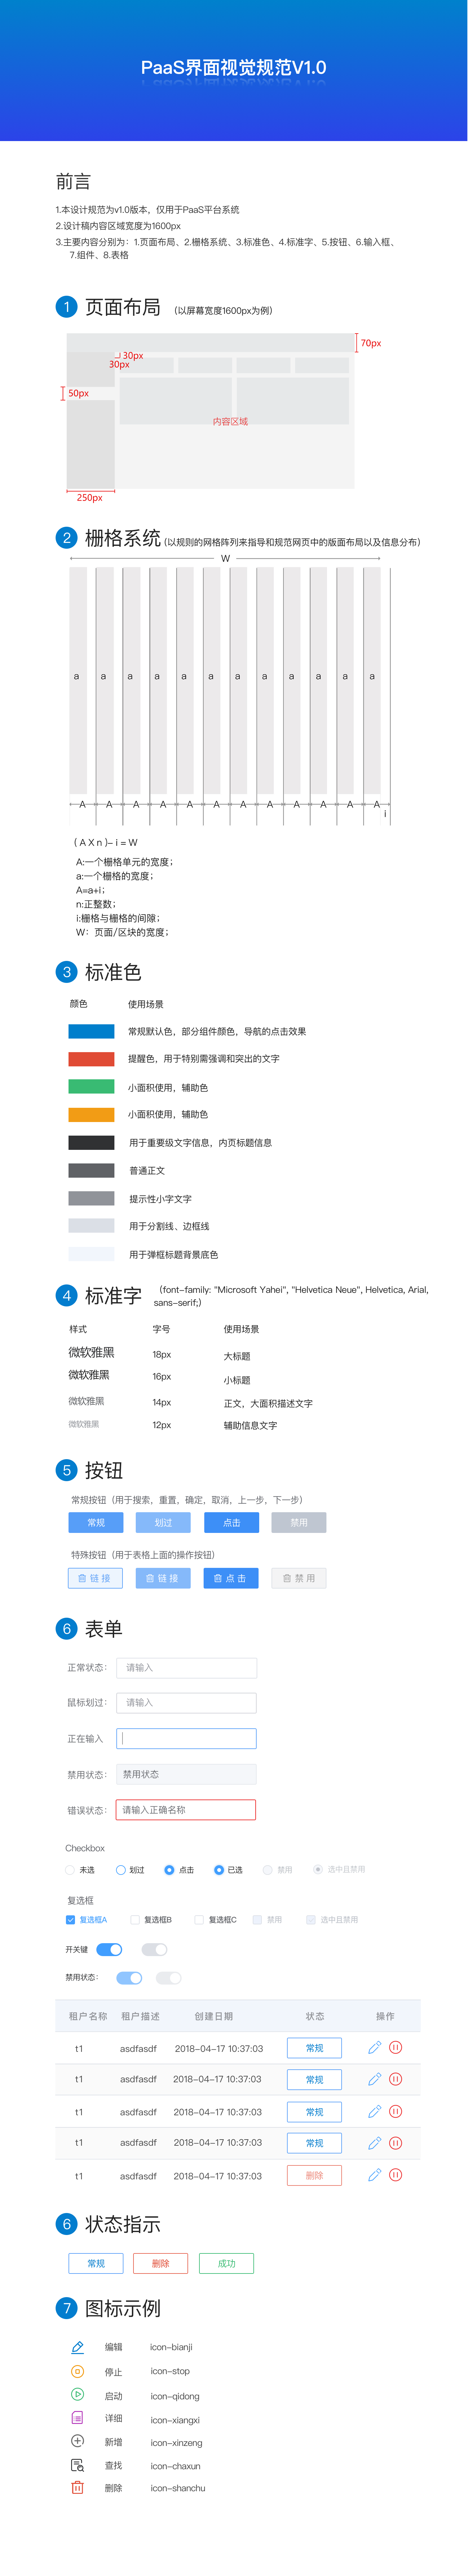 PaaS界面视觉规范V1.0
前言
1.本设计规范为v1.0版本，仅用于PaaS平台系统
2.设计稿内容区域宽度为1600px
3.主要内容分别为：1.页面布局、2.栅格系统、3.标准色、4.标准字、5.按钮、6.输入框、
7.组件、8.表格
1 页面布局 （以屏幕宽度1600px为例）
70px
30px
30px
50px
内容区域
250px
2 栅格系统 （以规则的网格阵列来指导和规范网页中的版面布局以及信息分布）
W
a a a a a a a a a a a a
A A A A A A A A A A A A
i
( A X n )- i = W
A:一个栅格单元的宽度；
a:一个栅格的宽度；
A=a+i；
n:正整数；
i:栅格与栅格的间隙；
W：页面/区块的宽度；
3 标准色
颜色 使用场景
常规默认色，部分组件颜色，导航的点击效果
提醒色，用于特别需强调和突出的文字
小面积使用，辅助色
小面积使用，辅助色
用于重要级文字信息，内页标题信息
普通正文
提示性小字文字
用于分割线、边框线
用于弹框标题背景底色
4 标准字 （font-family: "Microsoft Yahei", "Helvetica Neue", Helvetica, Arial,
sans-serif;）
样式 字号 使用场景
微软雅黑 18px 大标题
微软雅黑 16px 小标题
微软雅黑 14px 正文，大面积描述文字
微软雅黑 12px 辅助信息文字
5 按钮
常规按钮（用于搜索，重置，确定，取消，上一步，下一步）
常规 划过 点击 禁用
特殊按钮（用于表格上面的操作按钮）
链 接 链 接 点 击 禁 用
6 表单
正常状态： 请输入
鼠标划过： 请输入
正在输入
禁用状态： 禁用状态
错误状态： 请输入正确名称
Checkbox
未选 划过 点击 已选 禁用 选中且禁用
复选框
复选框A 复选框B 复选框C 禁用 选中且禁用
开关键
禁用状态：
租户名称 租户描述 创建日期 状态 操作
t1 asdfasdf 2018-04-17 10:37:03 常规
t1 asdfasdf 2018-04-17 10:37:03 常规
t1 asdfasdf 2018-04-17 10:37:03 常规
t1 asdfasdf 2018-04-17 10:37:03 常规
t1 asdfasdf 2018-04-17 10:37:03 删除
6 状态指示
常规 删除 成功
7 图标示例
编辑 icon-bianji
停止 icon-stop
启动 icon-qidong
详细 icon-xiangxi
新增 icon-xinzeng
查找 icon-chaxun
删除 icon-shanchu